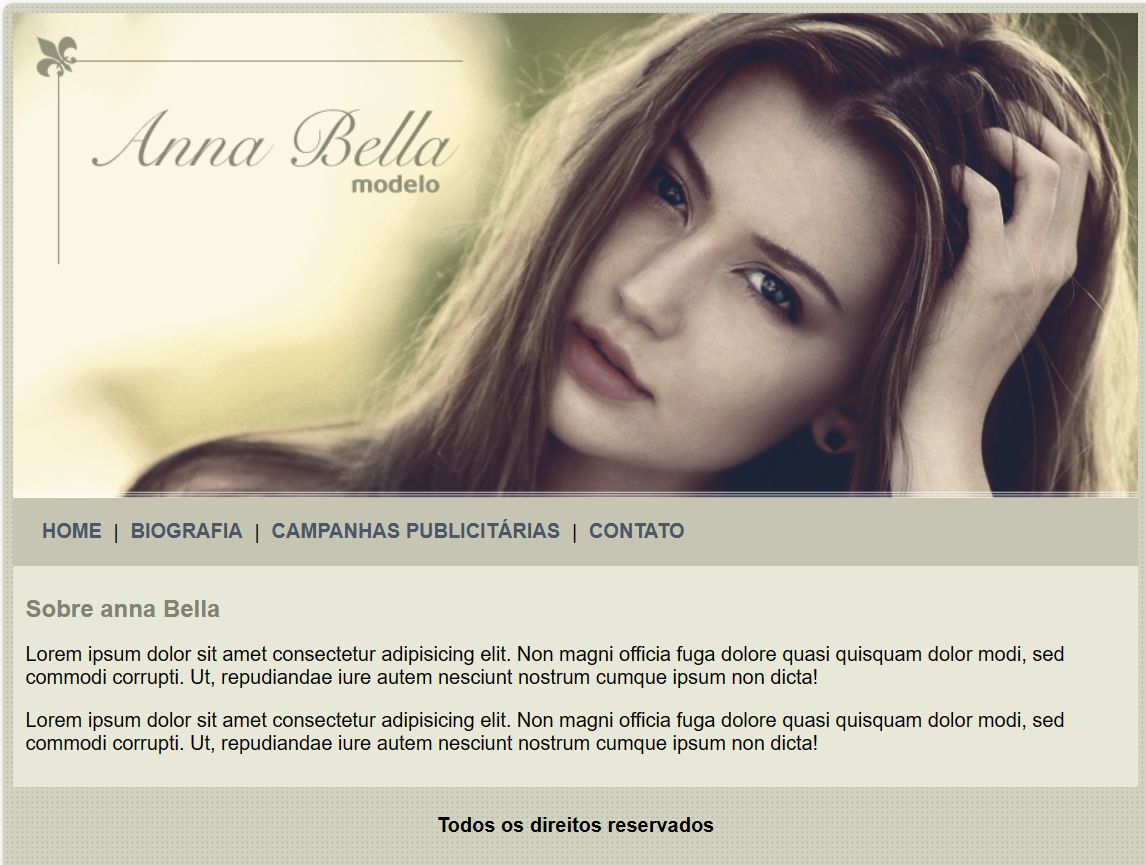 Anna Bella
modelo
HOME | BIOGRAFIA | CAMPANHAS PUBLICITÁRIAS | CONTATO
Sobre anna Bella
Lorem ipsum dolor sit amet consectetur adipisicing elit. Non magni officia fuga dolore quasi quisquam dolor modi, sed
commodi corrupti. Ut, repudiandae iure autem nesciunt nostrum cumque ipsum non dicta!
Lorem ipsum dolor sit amet consectetur adipisicing elit. Non magni officia fuga dolore quasi quisquam dolor modi, sed
commodi corrupti. Ut, repudiandae iure autem nesciunt nostrum cumque ipsum non dicta!
Todos os direitos reservados